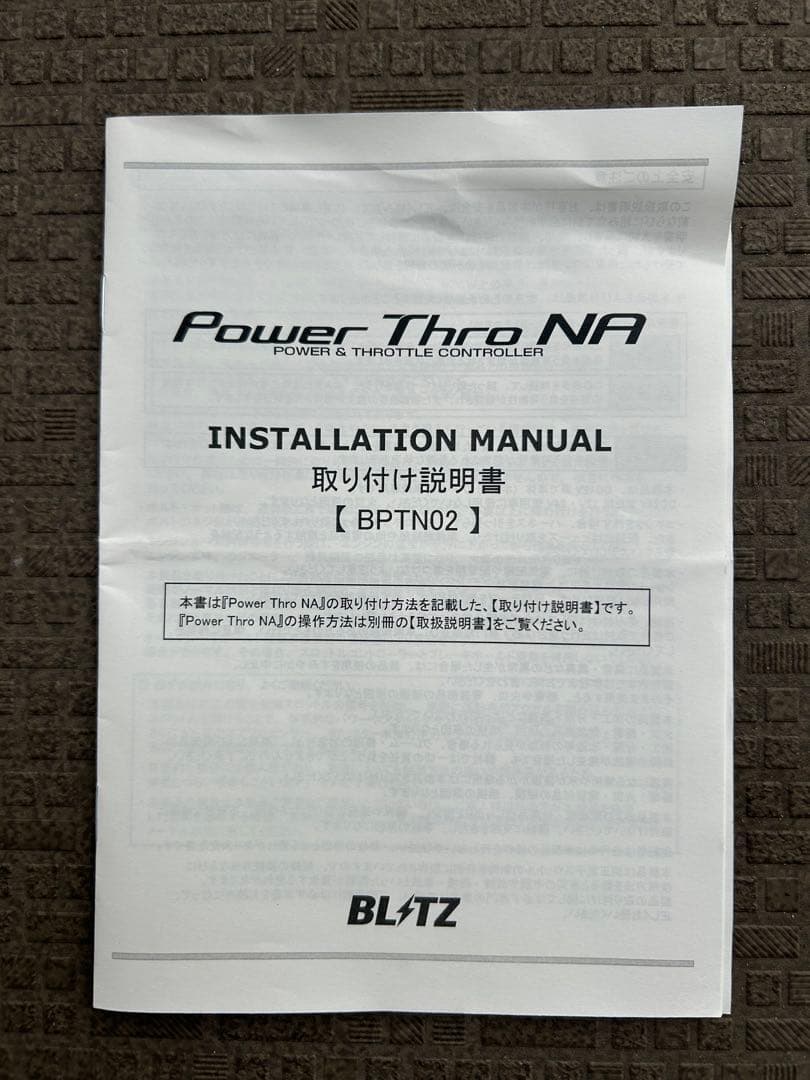 Power Thro NA
POWER & THROTTLE CONTROLLER
INSTALLATION MANUAL
取り付け説明書
【 BPTN02 】
本書は『Power Thro NA』の取り付け方法を記載した、【取り付け説明書】です。
『Power Thro NA』の操作方法は別冊の【取扱説明書】をご覧ください。
BLITZ